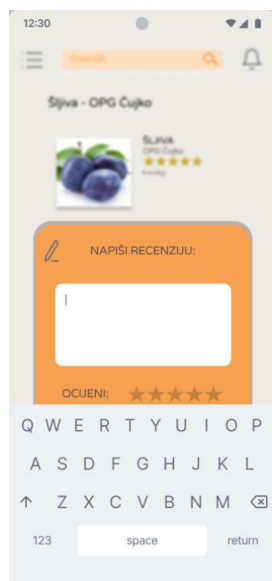 12:30
Pretraži
Šljiva - OPG Čujko
ŠLJIVA
OPG Čujko
NAPIŠI RECENZIJU:
OCIJENI:
Q W E R T Y U I O P
A S D F G H J K L
Z X C V B N M
123 space return